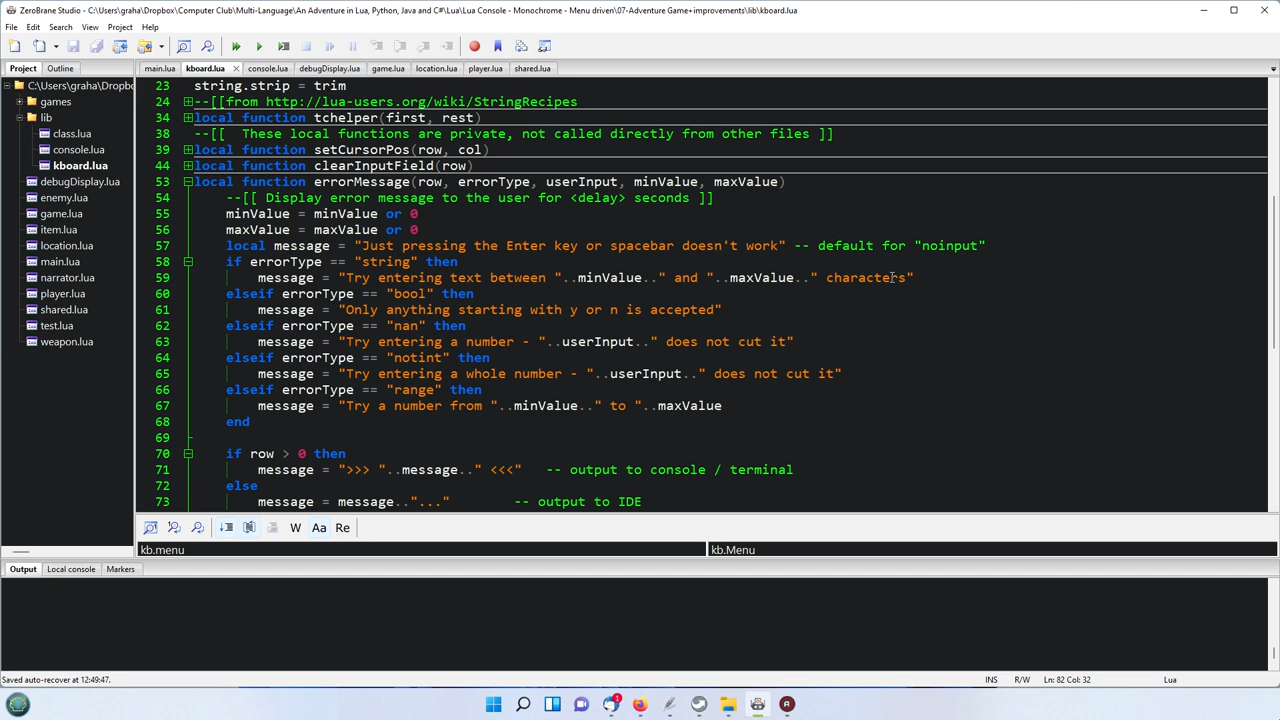 ZeroBrane Studio - C:\Users\graha\Dropbox\Computer Club\Multi-Language\An Adventure in Lua, Python, Java and C#\Lua\Lua Console - Monochrome - Menu driven\07-Adventure Game+improvements\lib\kboard.lua
File Edit Search View Project Help
Project Outline
main.lua kboard.lua console.lua debugDisplay.lua game.lua location.lua player.lua shared.lua
C:\Users\graha\Dropbo
games
lib
class.lua
console.lua
kboard.lua
debugDisplay.lua
enemy.lua
game.lua
item.lua
location.lua
main.lua
narrator.lua
player.lua
shared.lua
test.lua
weapon.lua
23 string.strip = trim
24 --[[from http://lua-users.org/wiki/StringRecipes
34 local function tchelper(first, rest)
38 --[[  These local functions are private, not called directly from other files ]]
39 local function setCursorPos(row, col)
44 local function clearInputField(row)
53 local function errorMessage(row, errorType, userInput, minValue, maxValue)
54 --[[ Display error message to the user for <delay> seconds ]]
55 minValue = minValue or 0
56 maxValue = maxValue or 0
57 local message = "Just pressing the Enter key or spacebar doesn't work" -- default for "noinput"
58 if errorType == "string" then
59 message = "Try entering text between "..minValue.." and "..maxValue.." characters"
60 elseif errorType == "bool" then
61 message = "Only anything starting with y or n is accepted"
62 elseif errorType == "nan" then
63 message = "Try entering a number - "..userInput.." does not cut it"
64 elseif errorType == "notint" then
65 message = "Try entering a whole number - "..userInput.." does not cut it"
66 elseif errorType == "range" then
67 message = "Try a number from "..minValue.." to "..maxValue
68 end
69
70 if row > 0 then
71 message = ">>> "..message.." <<<" -- output to console / terminal
72 else
73 message = message.."..." -- output to IDE
W Aa Re
kb.menu kb.Menu
Output Local console Markers
Saved auto-recover at 12:49:47. INS R/W Ln: 82 Col: 32 Lua
1